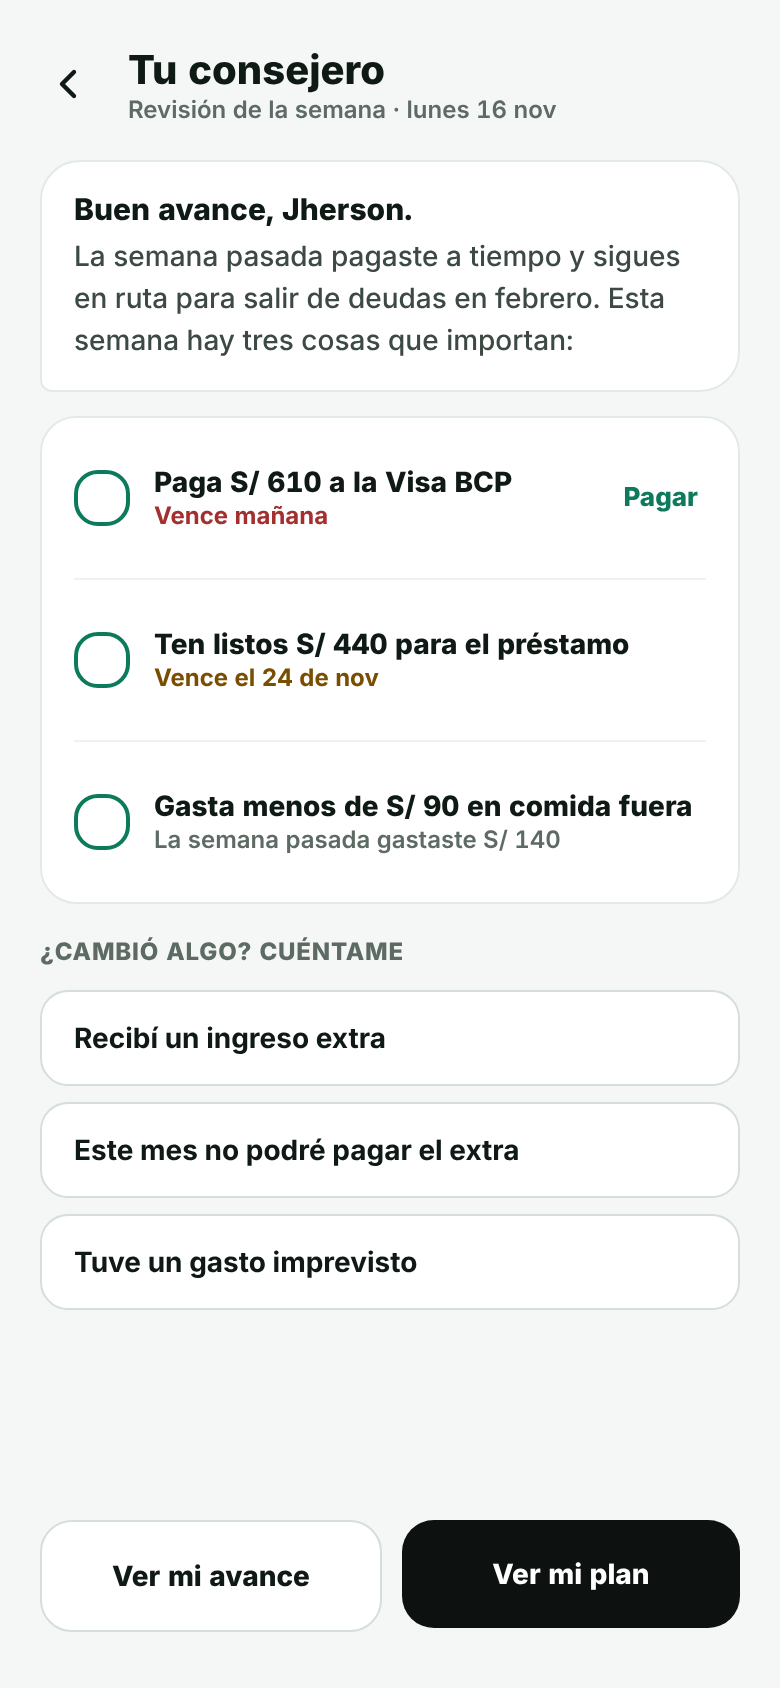 Tu consejero
Revisión de la semana · lunes 16 nov
Buen avance, Jherson.
La semana pasada pagaste a tiempo y sigues
en ruta para salir de deudas en febrero. Esta
semana hay tres cosas que importan:
Paga S/ 610 a la Visa BCP
Vence mañana
Pagar
Ten listos S/ 440 para el préstamo
Vence el 24 de nov
Gasta menos de S/ 90 en comida fuera
La semana pasada gastaste S/ 140
¿CAMBIÓ ALGO? CUÉNTAME
Recibí un ingreso extra
Este mes no podré pagar el extra
Tuve un gasto imprevisto
Ver mi avance
Ver mi plan